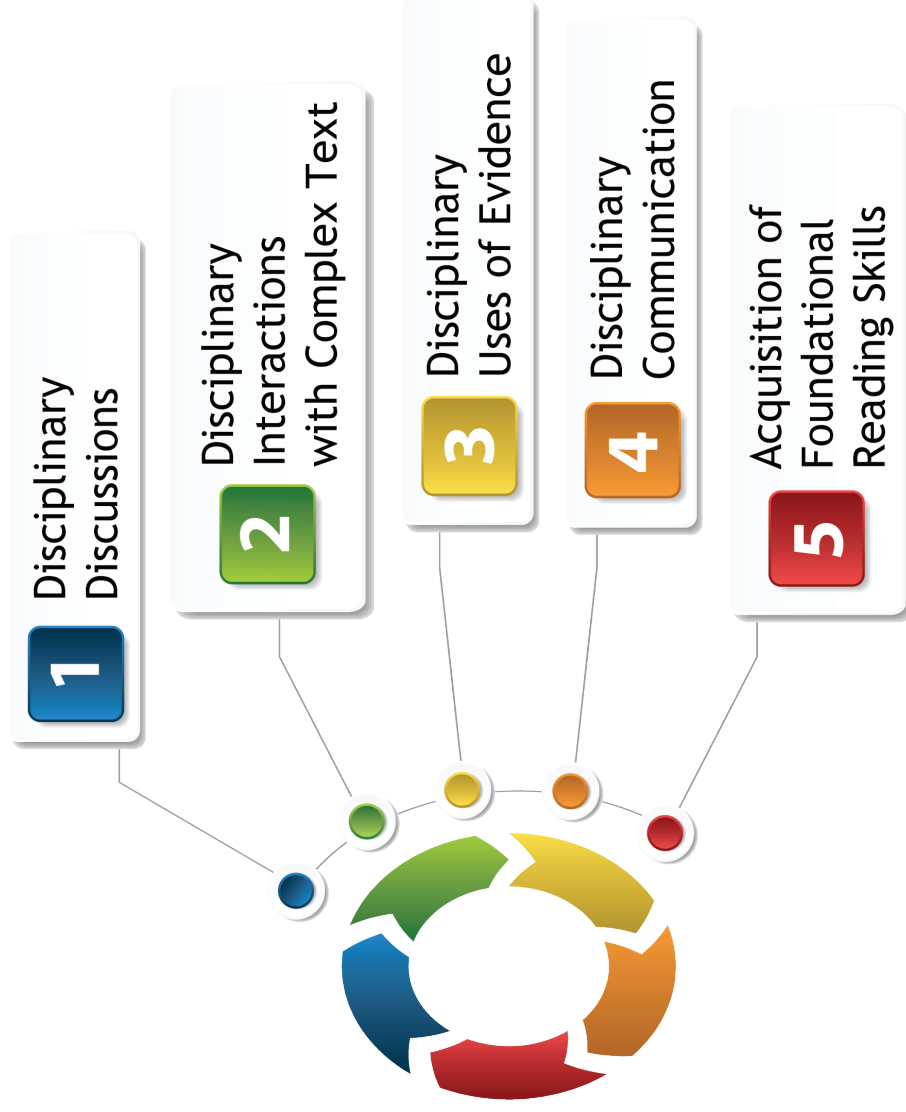 1
Disciplinary
Discussions
2
Disciplinary
Interactions
with Complex Text
3
Disciplinary
Uses of Evidence
4
Disciplinary
Communication
5
Acquisition of
Foundational
Reading Skills